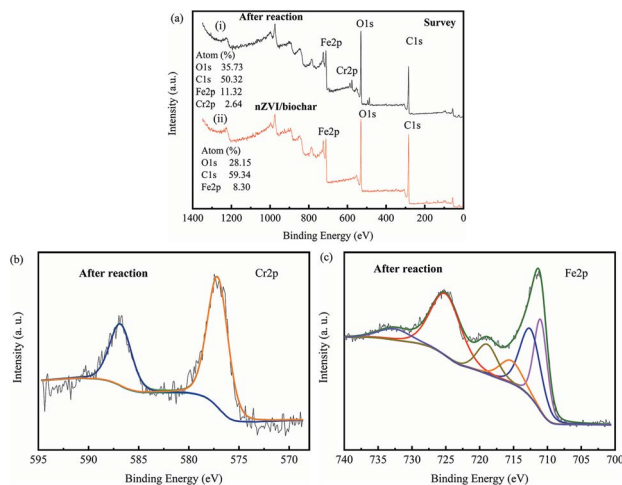 (a)
(i)
After reaction
O1s
Survey
C1s
Atom (%)
O1s 35.73
C1s 50.32
Fe2p 11.32
Cr2p 2.64
Fe2p
Cr2p
nZVI/biochar
(ii)
O1s
C1s
Fe2p
Atom (%)
O1s 28.15
C1s 59.34
Fe2p 8.30
Intensity (a.u.)
1400 1200 1000 800 600 400 200 0
Binding Energy (eV)
(b)
After reaction
Cr2p
Intensity (a. u.)
595 590 585 580 575 570
Binding Energy (eV)
(c)
After reaction
Fe2p
Intensity (a. u.)
740 735 730 725 720 715 710 705 700
Binding Energy (eV)